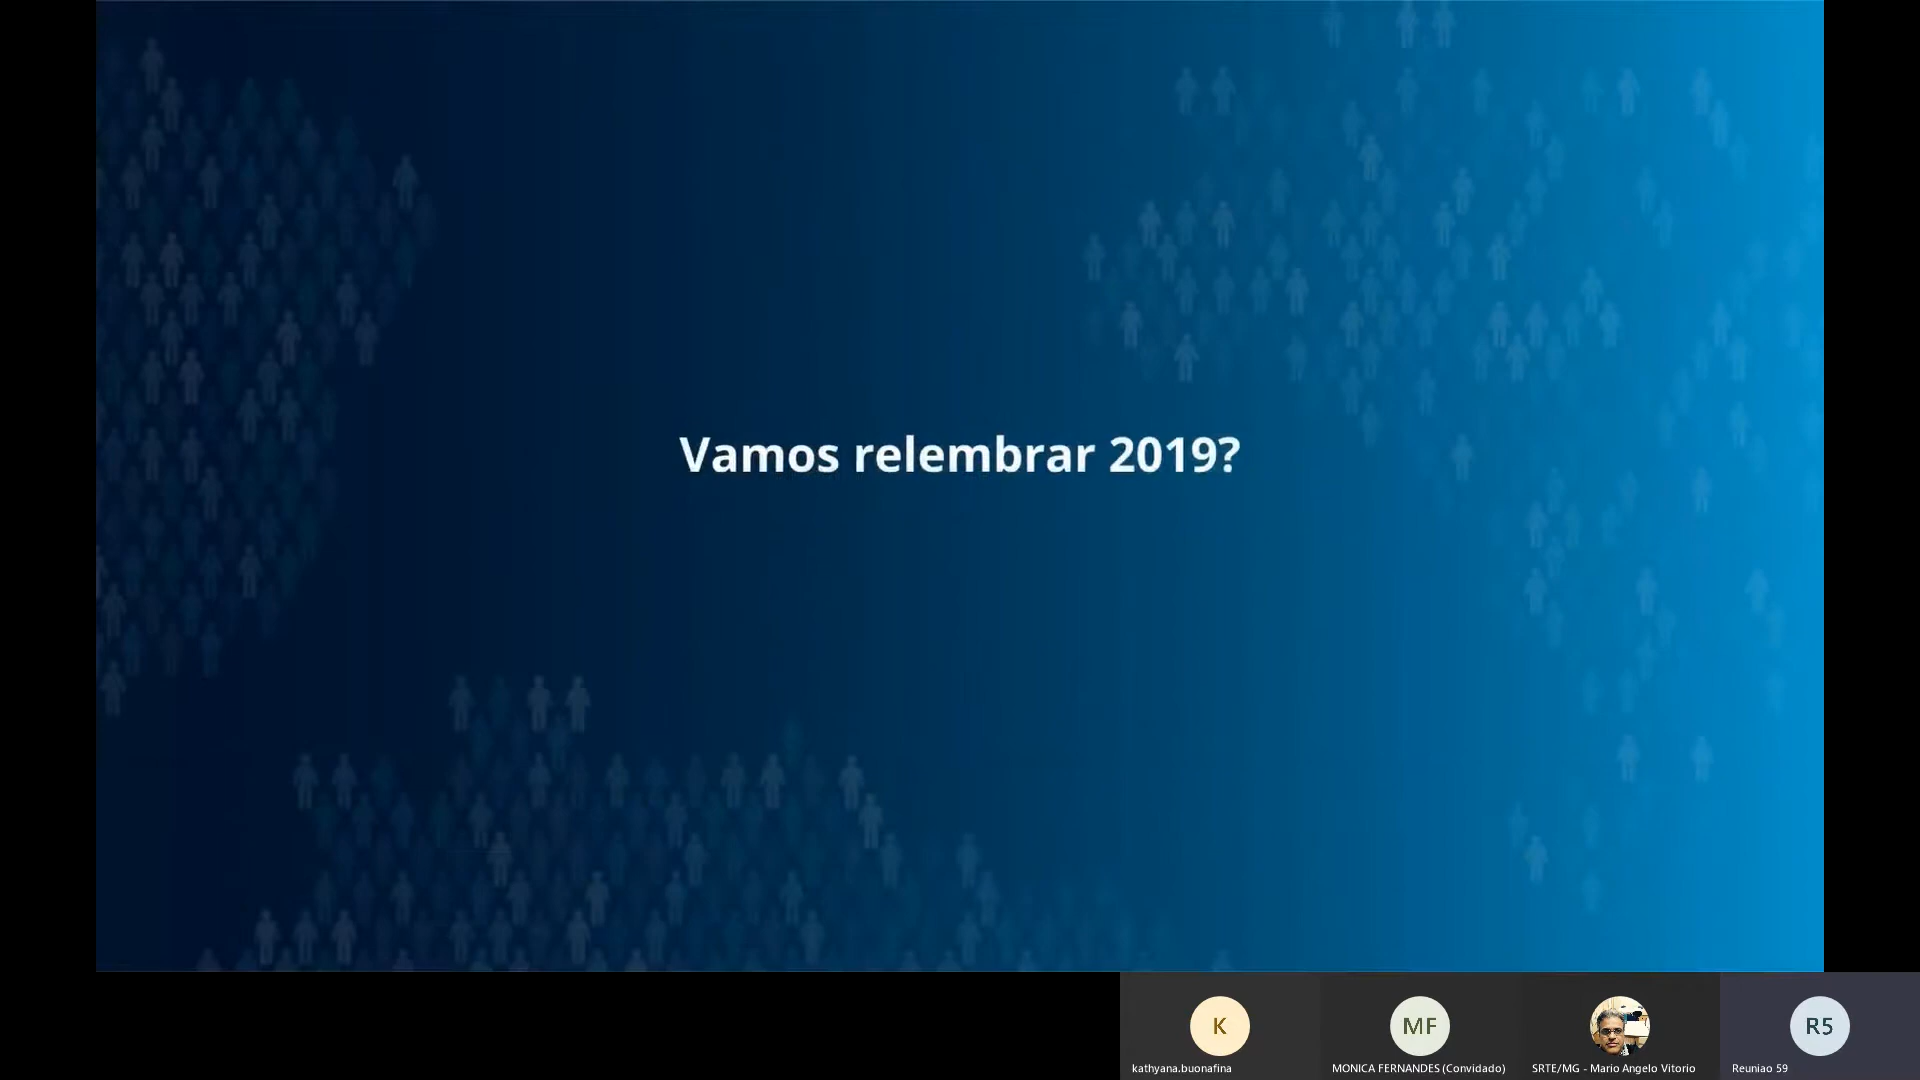 Vamos relembrar 2019?
K
MF
R5
kathyana.buonafina
MONICA FERNANDES (Convidado)
SRTE/MG - Mario Angelo Vitorio
Reuniao 59